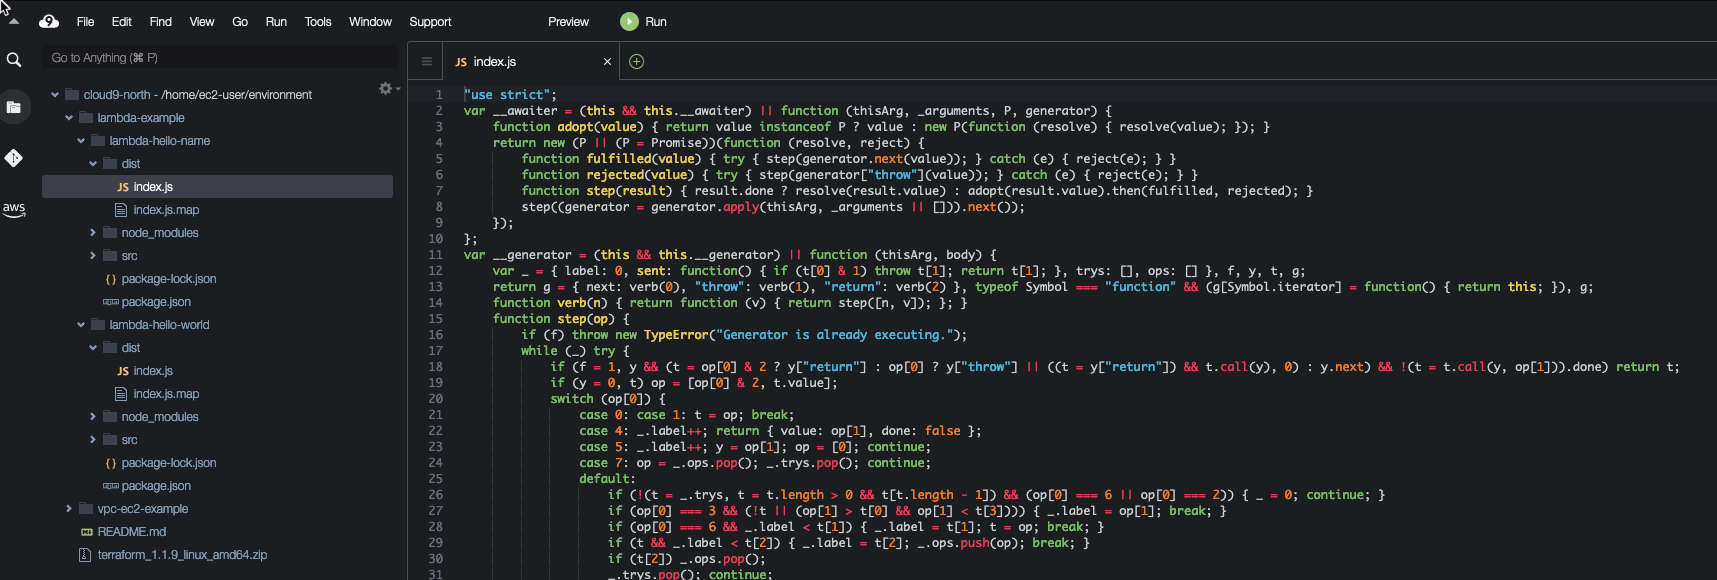 File Edit Find View Go Run Tools Window Support Preview Run
Go to Anything (⌘ P)
JS index.js ×
cloud9-north - /home/ec2-user/environment
lambda-example
lambda-hello-name
dist
JS index.js
index.js.map
node_modules
src
{ } package-lock.json
npm package.json
lambda-hello-world
dist
JS index.js
index.js.map
node_modules
src
{ } package-lock.json
npm package.json
vpc-ec2-example
README.md
terraform_1.1.9_linux_amd64.zip
aws
1 "use strict";
2 var __awaiter = (this && this.__awaiter) || function (thisArg, _arguments, P, generator) {
3 function adopt(value) { return value instanceof P ? value : new P(function (resolve) { resolve(value); }); }
4 return new (P || (P = Promise))(function (resolve, reject) {
5 function fulfilled(value) { try { step(generator.next(value)); } catch (e) { reject(e); } }
6 function rejected(value) { try { step(generator["throw"](value)); } catch (e) { reject(e); } }
7 function step(result) { result.done ? resolve(result.value) : adopt(result.value).then(fulfilled, rejected); }
8 step((generator = generator.apply(thisArg, _arguments || [])).next());
9 });
10 };
11 var __generator = (this && this.__generator) || function (thisArg, body) {
12 var _ = { label: 0, sent: function() { if (t[0] & 1) throw t[1]; return t[1]; }, trys: [], ops: [] }, f, y, t, g;
13 return g = { next: verb(0), "throw": verb(1), "return": verb(2) }, typeof Symbol === "function" && (g[Symbol.iterator] = function() { return this; }), g;
14 function verb(n) { return function (v) { return step([n, v]); }; }
15 function step(op) {
16 if (f) throw new TypeError("Generator is already executing.");
17 while (_) try {
18 if (f = 1, y && (t = op[0] & 2 ? y["return"] : op[0] ? y["throw"] || ((t = y["return"]) && t.call(y), 0) : y.next) && !(t = t.call(y, op[1])).done) return t;
19 if (y = 0, t) op = [op[0] & 2, t.value];
20 switch (op[0]) {
21 case 0: case 1: t = op; break;
22 case 4: _.label++; return { value: op[1], done: false };
23 case 5: _.label++; y = op[1]; op = [0]; continue;
24 case 7: op = _.ops.pop(); _.trys.pop(); continue;
25 default:
26 if (!(t = _.trys, t = t.length > 0 && t[t.length - 1]) && (op[0] === 6 || op[0] === 2)) { _ = 0; continue; }
27 if (op[0] === 3 && (!t || (op[1] > t[0] && op[1] < t[3]))) { _.label = op[1]; break; }
28 if (op[0] === 6 && _.label < t[1]) { _.label = t[1]; t = op; break; }
29 if (t && _.label < t[2]) { _.label = t[2]; _.ops.push(op); break; }
30 if (t[2]) _.ops.pop();
31 _.trys.pop(); continue;